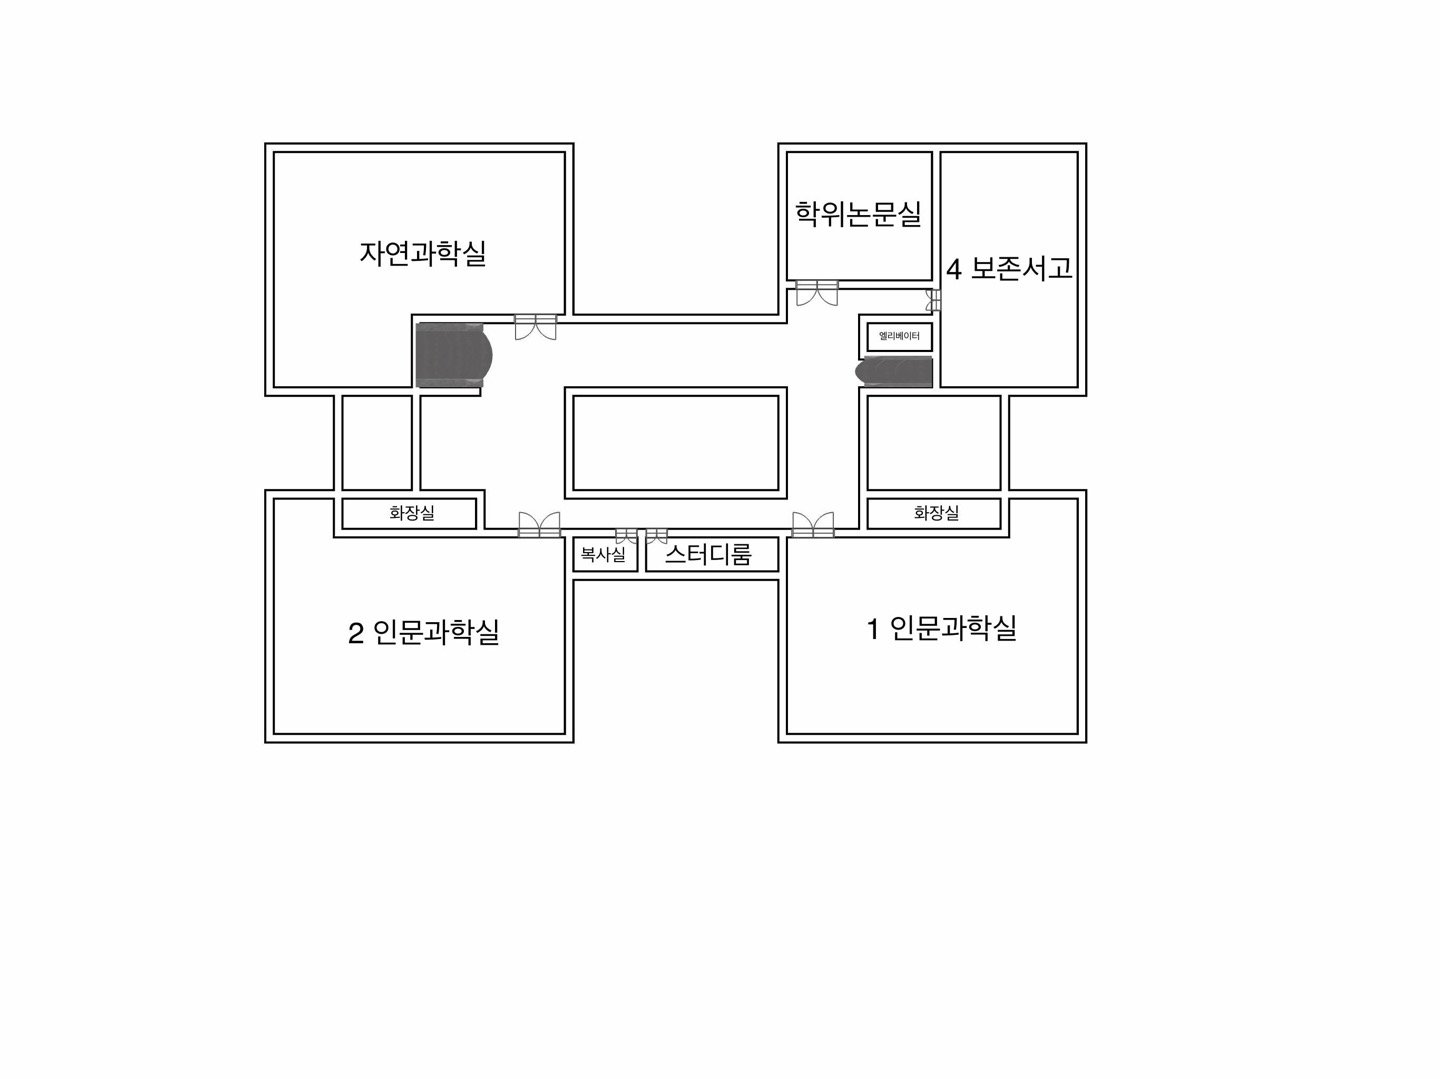 학위논문실
자연과학실
4 보존서고
엘리베이터
화장실
화장실
복사실
스터디룸
2 인문과학실
1 인문과학실